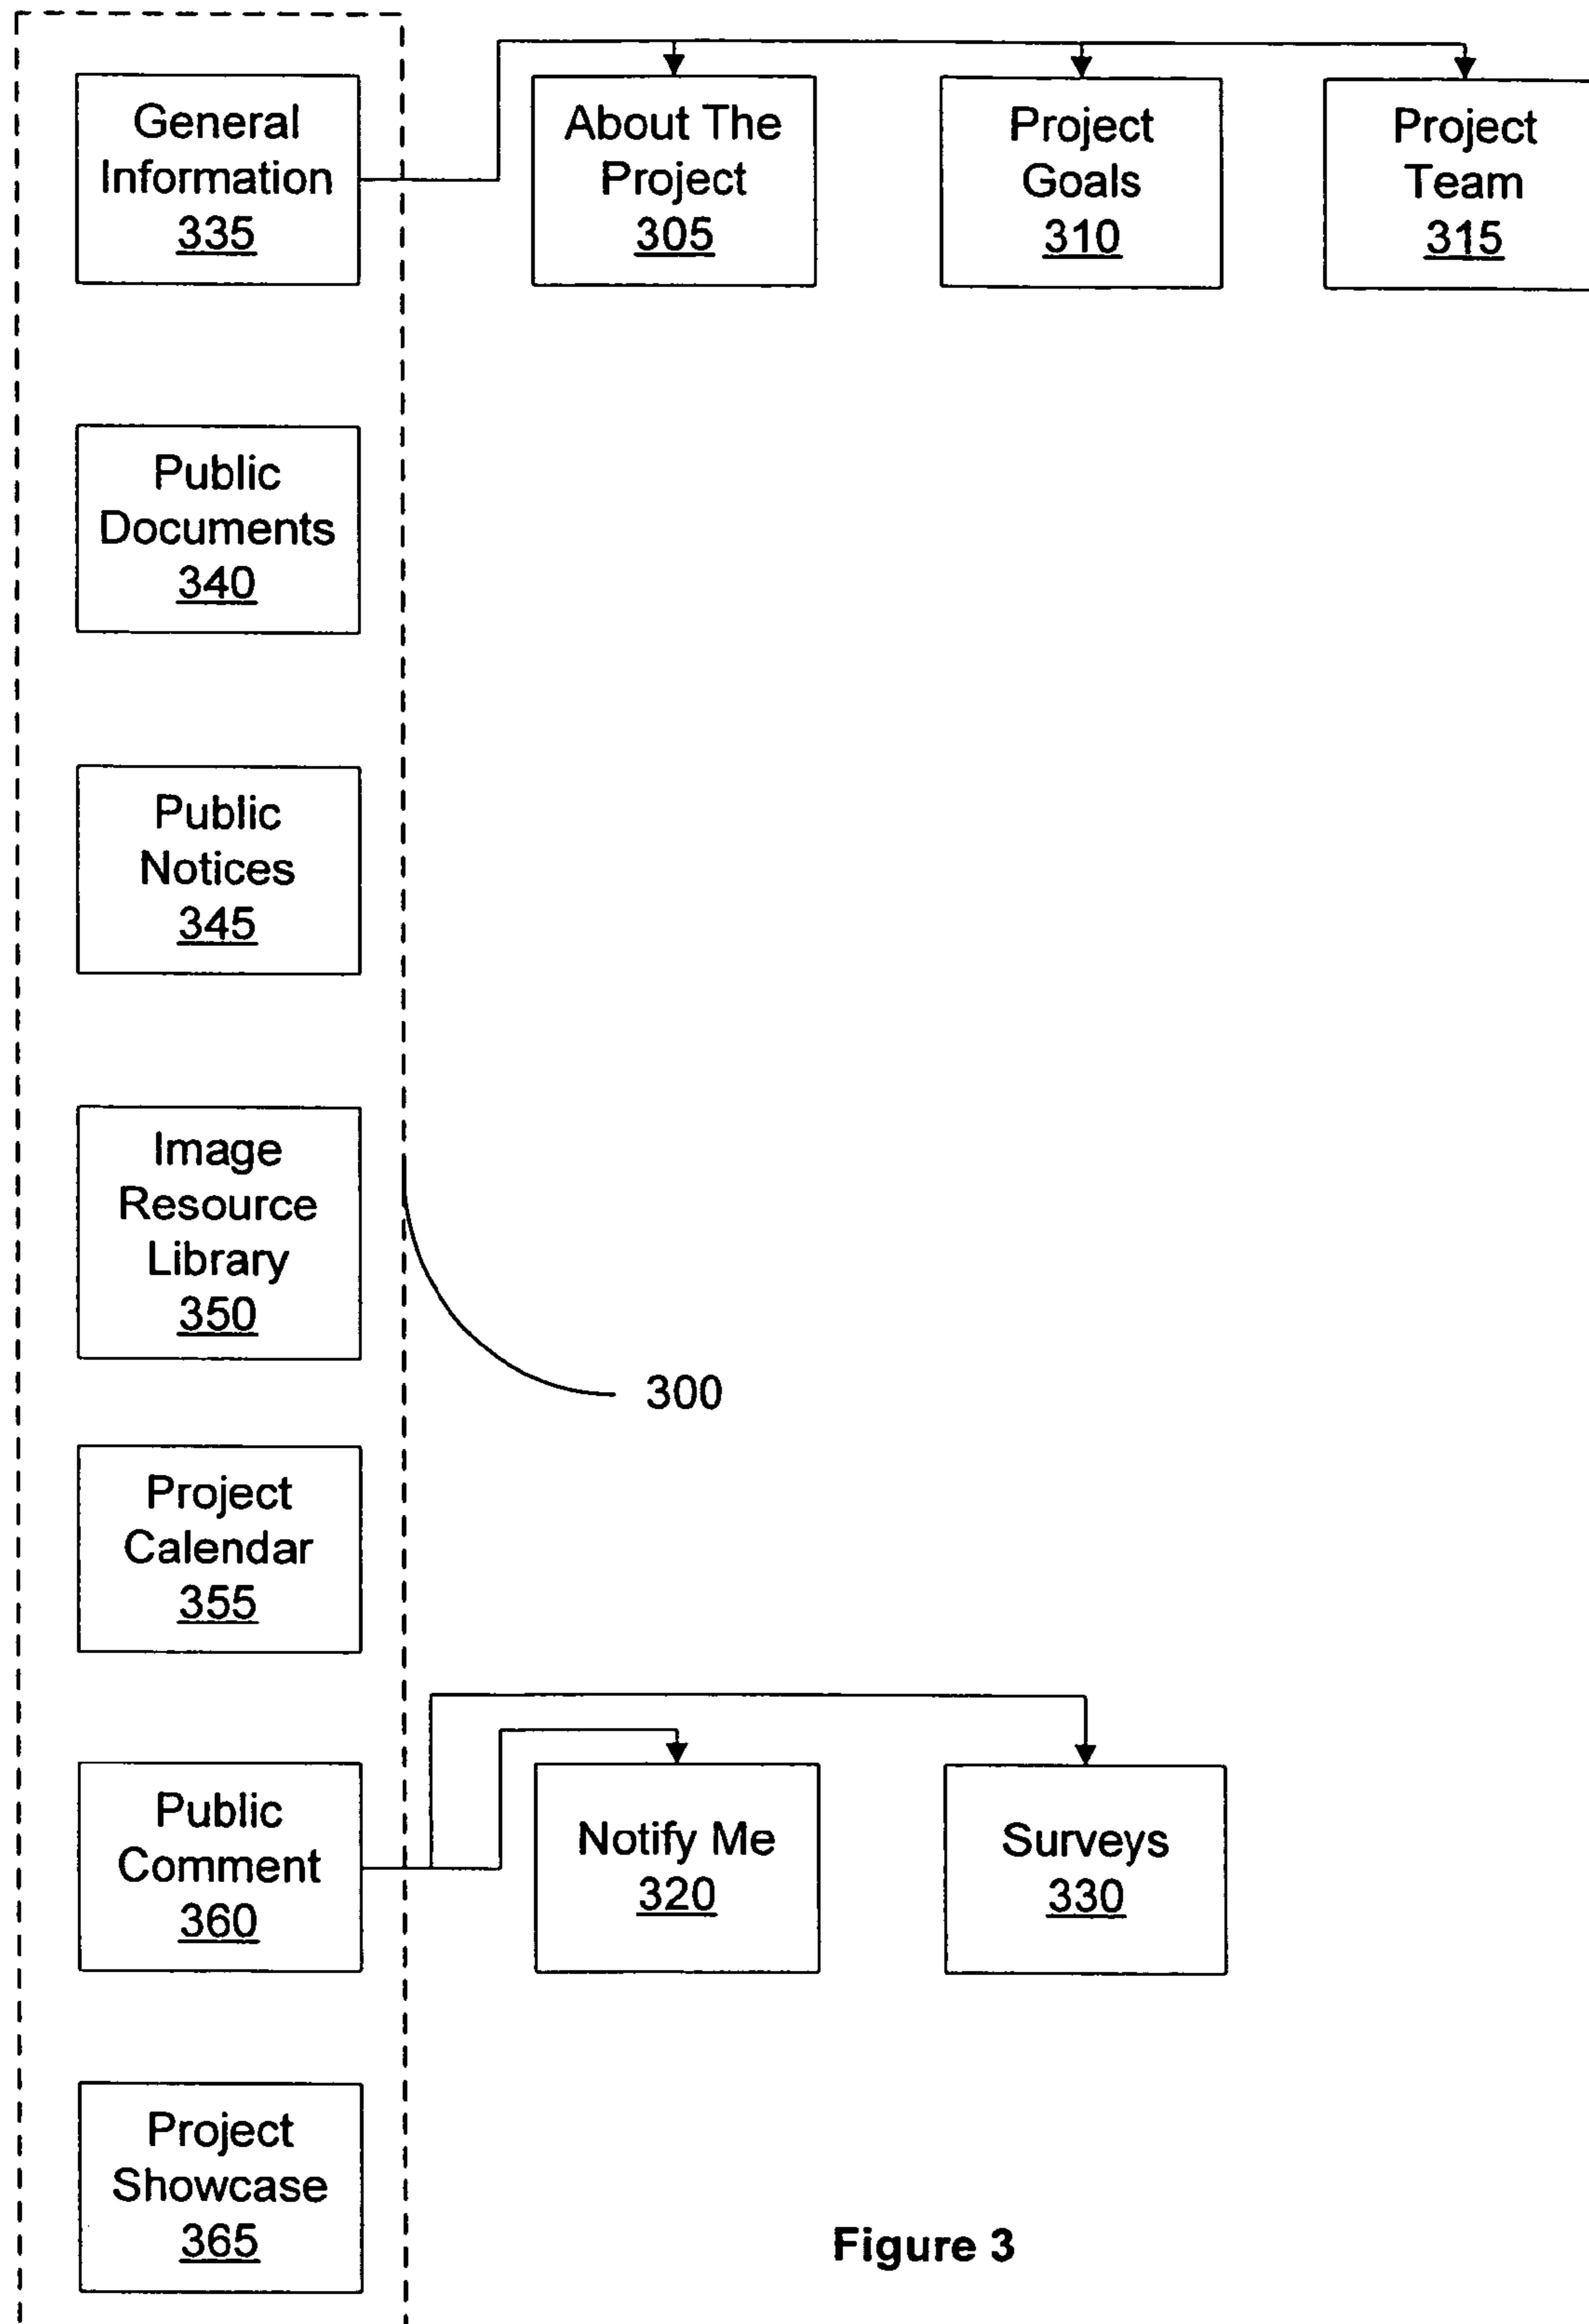 General
Information
335
About The
Project
305
Project
Goals
310
Project
Team
315
Public
Documents
340
Public
Notices
345
Image
Resource
Library
350
300
Project
Calendar
355
Public
Comment
360
Notify Me
320
Surveys
330
Project
Showcase
365
Figure 3